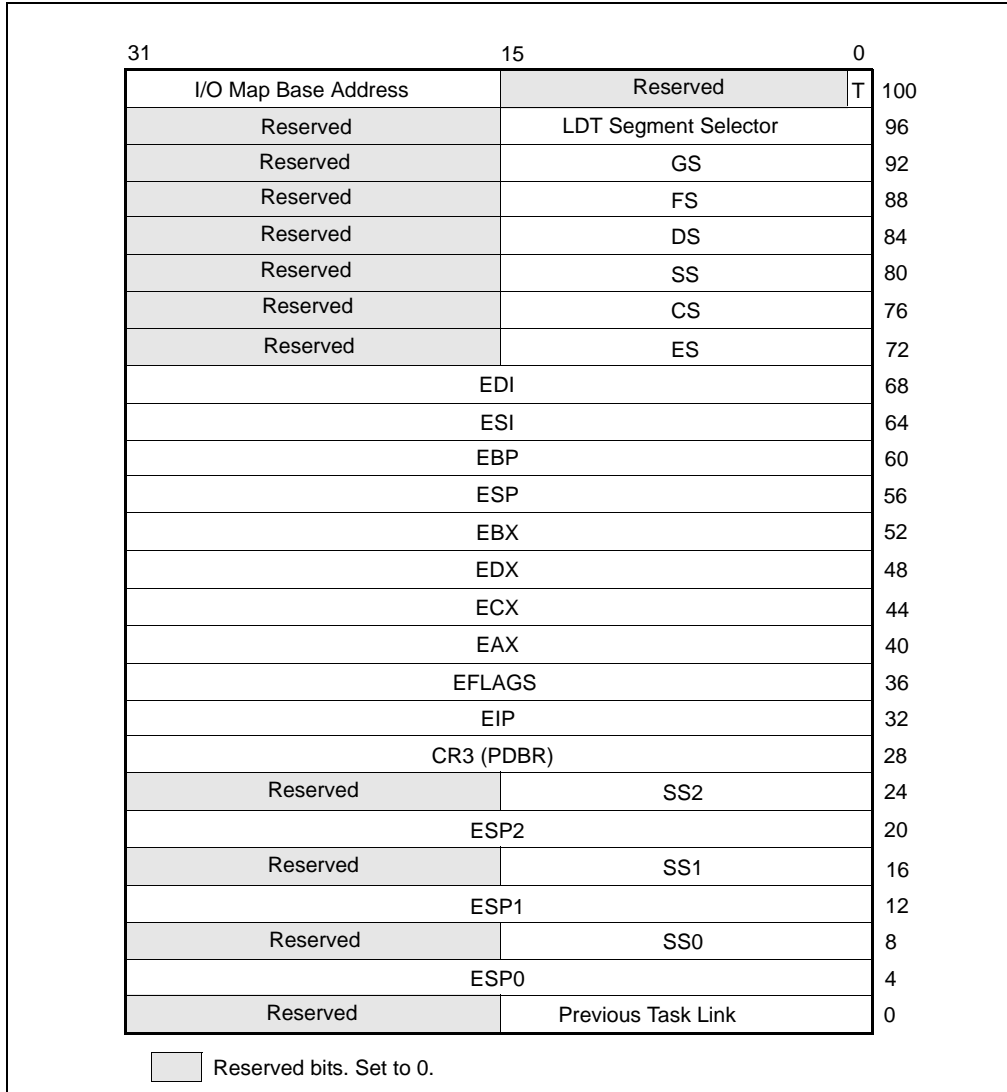 31 15 0
I/O Map Base Address Reserved T 100
Reserved LDT Segment Selector 96
Reserved GS 92
Reserved FS 88
Reserved DS 84
Reserved SS 80
Reserved CS 76
Reserved ES 72
EDI 68
ESI 64
EBP 60
ESP 56
EBX 52
EDX 48
ECX 44
EAX 40
EFLAGS 36
EIP 32
CR3 (PDBR) 28
Reserved SS2 24
ESP2 20
Reserved SS1 16
ESP1 12
Reserved SS0 8
ESP0 4
Reserved Previous Task Link 0
Reserved bits. Set to 0.